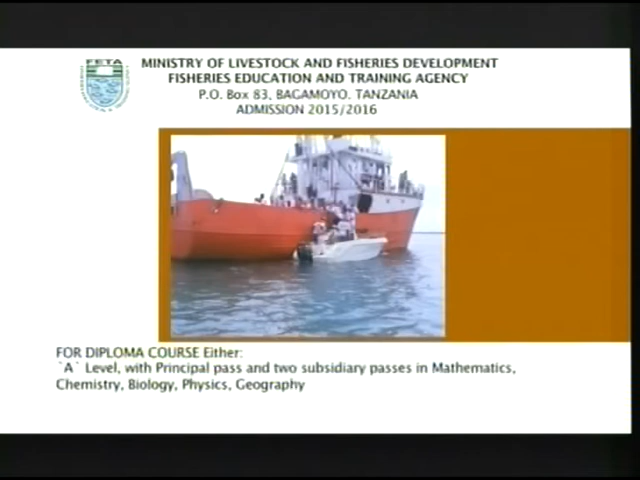 FETA
MINISTRY OF LIVESTOCK AND FISHERIES DEVELOPMENT
FISHERIES EDUCATION AND TRAINING AGENCY
P.O. Box 83, BAGAMOYO. TANZANIA
ADMISSION 2015/2016
FOR DIPLOMA COURSE Either:
`A` Level, with Principal pass and two subsidiary passes in Mathematics,
Chemistry, Biology, Physics, Geography